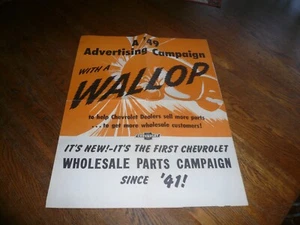 A '49
Advertising Campaign
WITH A
WALLOP
to help Chevrolet Dealers sell more parts
... to get more wholesale customers!
CHEVROLET
IT'S NEW!-IT'S THE FIRST CHEVROLET
WHOLESALE PARTS CAMPAIGN
SINCE '41!